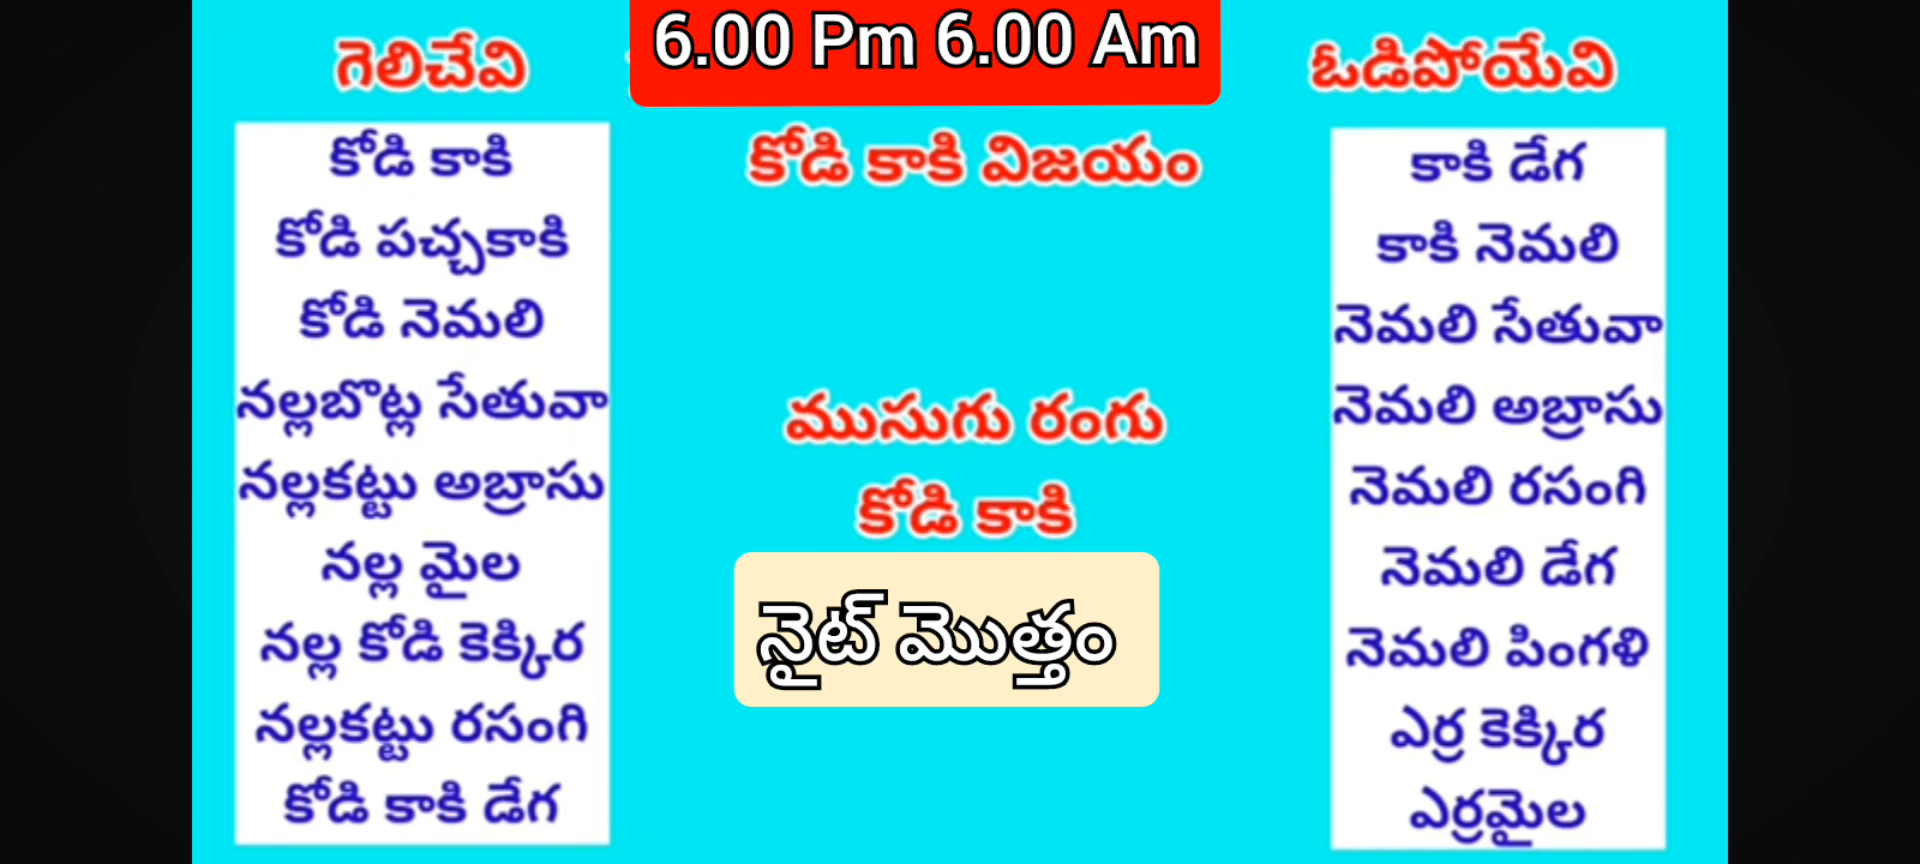 6.00 Pm 6.00 Am
గెలిచేవి
కోడి కాకి
కోడి పచ్చకాకి
కోడి నెమలి
నల్లబొట్ల సేతువా
నల్లకట్టు అబ్రాసు
నల్ల మైల
నల్ల కోడి కెక్కిర
నల్లకట్టు రసంగి
కోడి కాకి డేగ
కోడి కాకి విజయం
ముసుగు రంగు
కోడి కాకి
నైట్ మొత్తం
ఓడిపోయేవి
కాకి డేగ
కాకి నెమలి
నెమలి సేతువా
నెమలి అబ్రాసు
నెమలి రసంగి
నెమలి డేగ
నెమలి పింగళి
ఎర్ర కెక్కిర
ఎర్రమైల